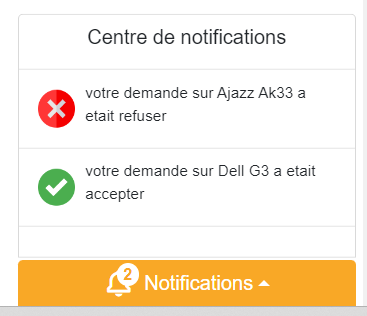 Centre de notifications
votre demande sur Ajazz Ak33 a
etait refuser
votre demande sur Dell G3 a etait
accepter
2
Notifications